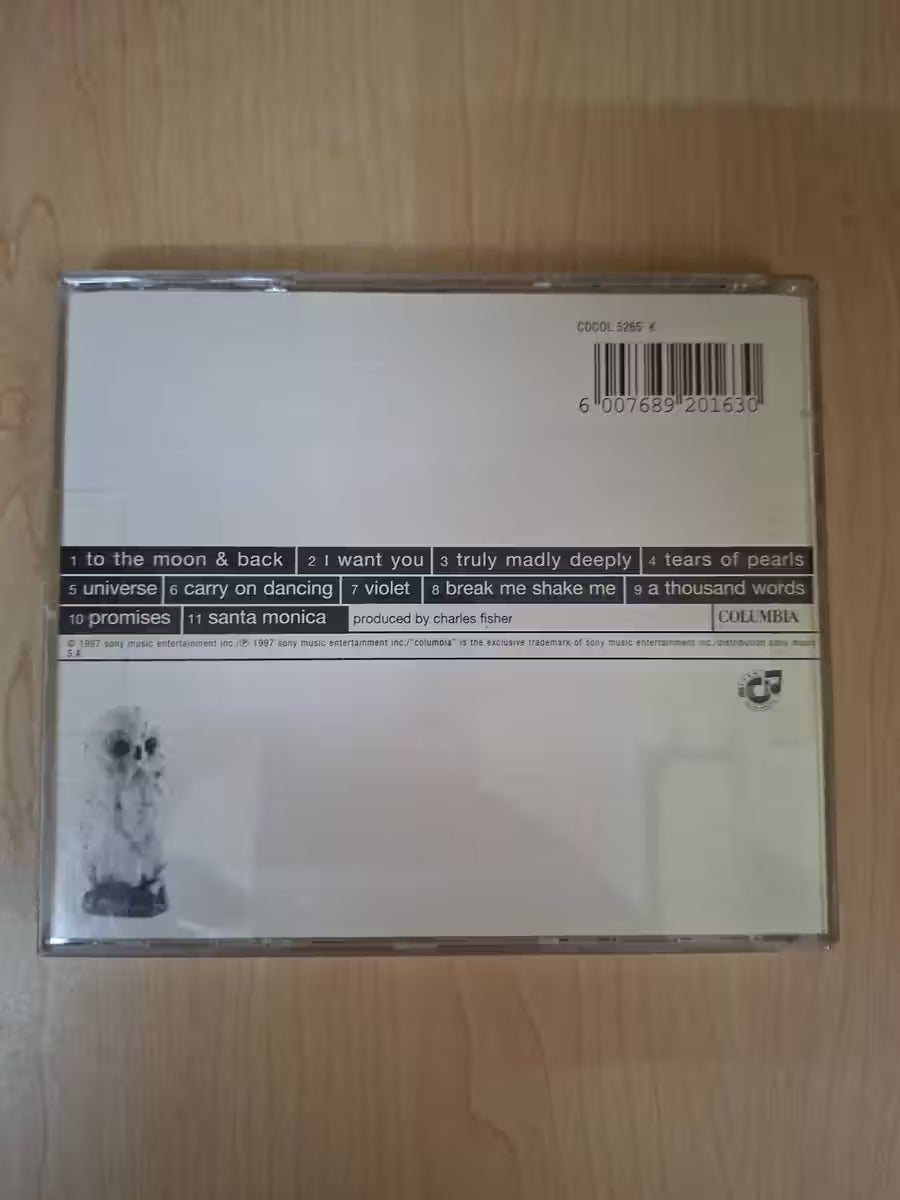 CDCOL 5265 K
6 007689 201630
1 to the moon & back 2 I want you 3 truly madly deeply 4 tears of pearls
5 universe 6 carry on dancing 7 violet 8 break me shake me 9 a thousand words
10 promises 11 santa monica produced by charles fisher COLUMBIA
© 1997 sony music entertainment inc./℗ 1997 sony music entertainment inc./"columbia" is the exclusive trademark of sony music entertainment inc./distribution sony music
S.A.